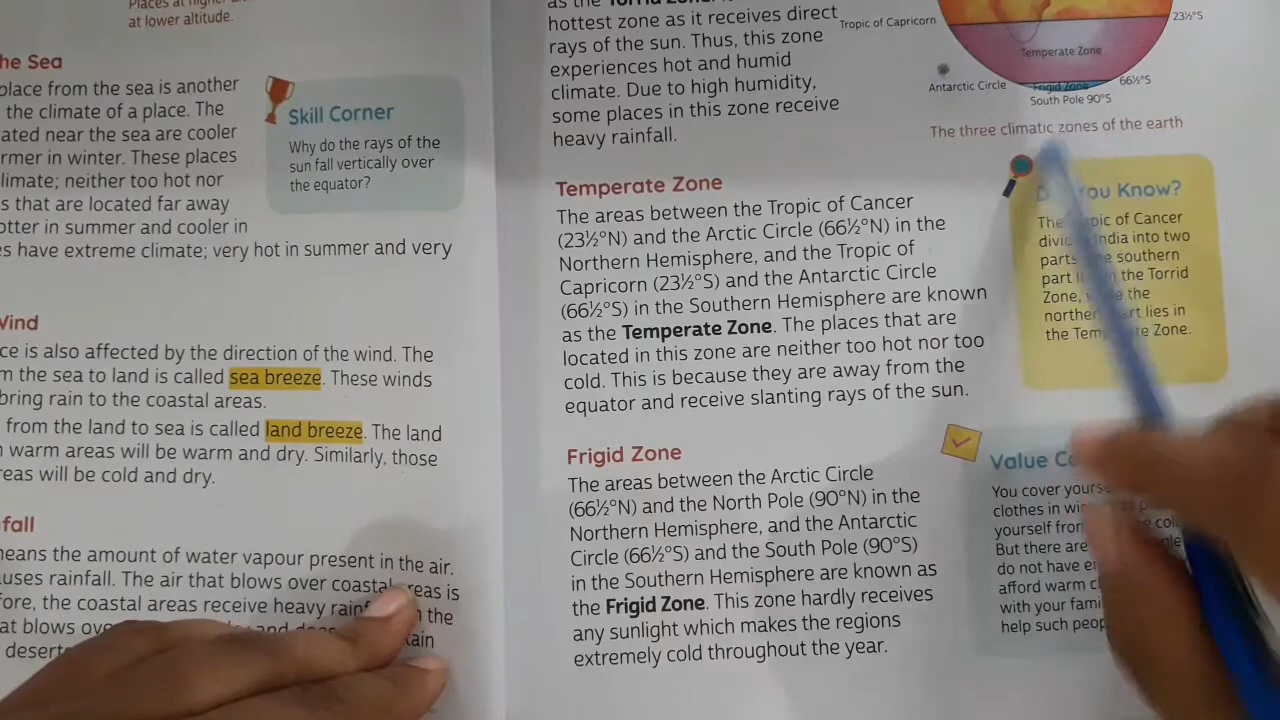 Places at
at lower altitude.
he Sea
place from the sea is another
the climate of a place. The
ated near the sea are cooler
rmer in winter. These places
limate; neither too hot nor
s that are located far away
otter in summer and cooler in
es have extreme climate; very hot in summer and very
Skill Corner
Why do the rays of the
sun fall vertically over
the equator?
Wind
ce is also affected by the direction of the wind. The
m the sea to land is called sea breeze. These winds
bring rain to the coastal areas.
from the land to sea is called land breeze. The land
warm areas will be warm and dry. Similarly, those
reas will be cold and dry.
fall
means the amount of water vapour present in the air.
auses rainfall. The air that blows over coastal areas is
fore, the coastal areas receive heavy the
at blows
tain
desert
as the Torrid Zone.
hottest zone as it receives direct
rays of the sun. Thus, this zone
experiences hot and humid
climate. Due to high humidity,
some places in this zone receive
heavy rainfall.
Temperate Zone
The areas between the Tropic of Cancer
(23½°N) and the Arctic Circle (66½°N) in the
Northern Hemisphere, and the Tropic of
Capricorn (23½°S) and the Antarctic Circle
(66½°S) in the Southern Hemisphere are known
as the Temperate Zone. The places that are
located in this zone are neither too hot nor too
cold. This is because they are away from the
equator and receive slanting rays of the sun.
Frigid Zone
The areas between the Arctic Circle
(66½°N) and the North Pole (90°N) in the
Northern Hemisphere, and the Antarctic
Circle (66½°S) and the South Pole (90°S)
in the Southern Hemisphere are known as
the Frigid Zone. This zone hardly receives
any sunlight which makes the regions
extremely cold throughout the year.
Tropic of Capricorn
23½°S
Temperate Zone
Antarctic Circle
Frigid Zone
66½°S
South Pole 90°S
The three climatic zones of the earth
You Know?
The Tropic of Cancer
India into two
parts southern
part the Torrid
Zone, the
northern part lies in
the Temperate Zone.
Value
You cover
clothes in
yourself from
But there are
do not have
afford warm
with your
help such